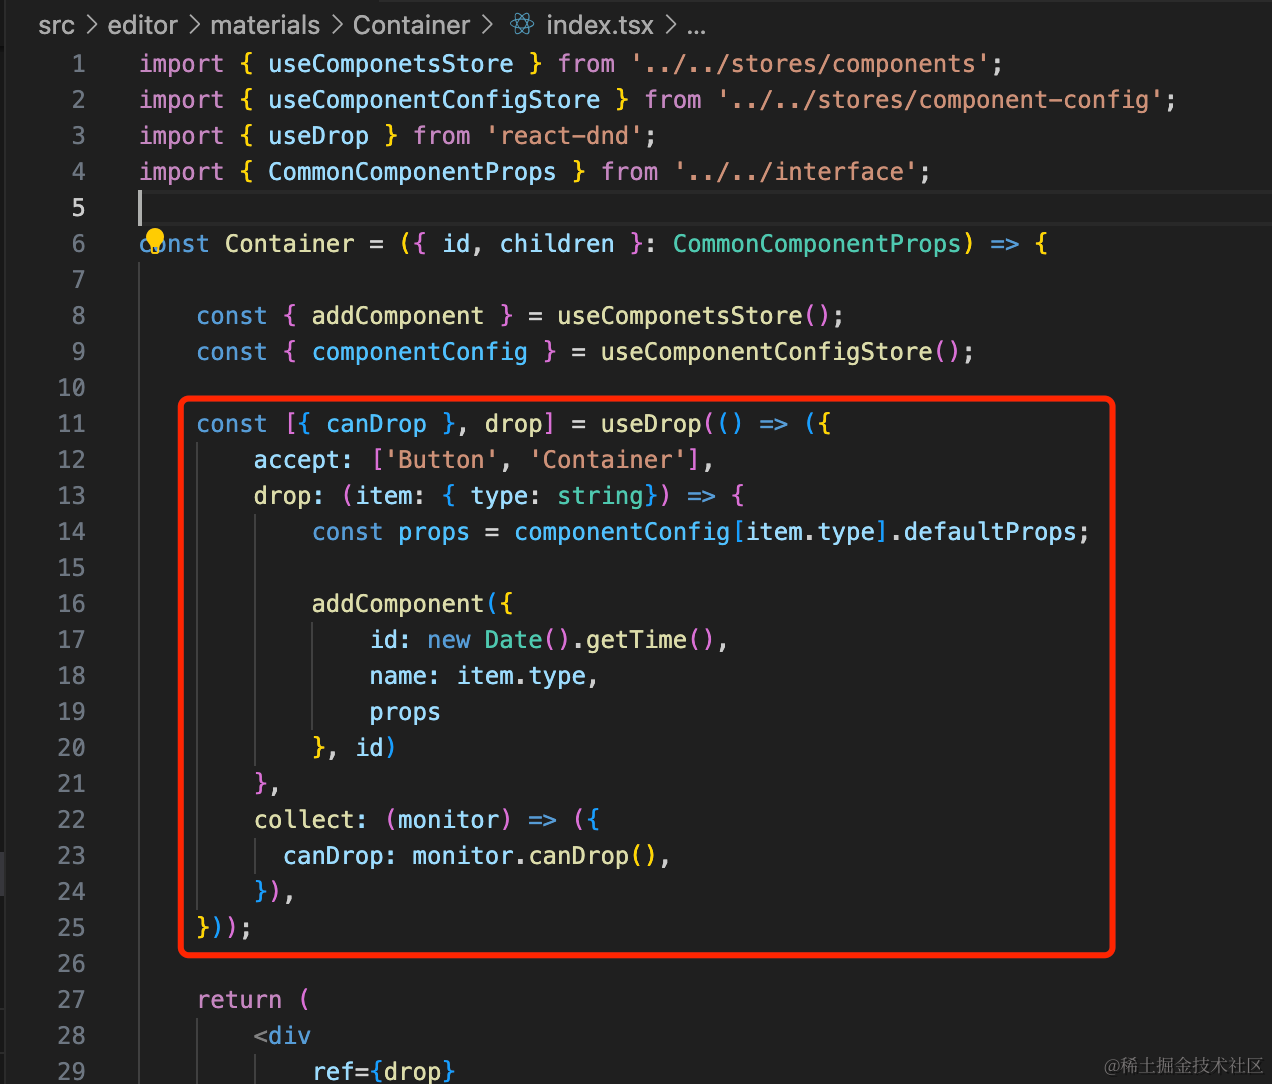 src > editor > materials > Container > index.tsx > ...
1 import { useComponetsStore } from '../../stores/components';
2 import { useComponentConfigStore } from '../../stores/component-config';
3 import { useDrop } from 'react-dnd';
4 import { CommonComponentProps } from '../../interface';
5
6 const Container = ({ id, children }: CommonComponentProps) => {
7
8     const { addComponent } = useComponetsStore();
9     const { componentConfig } = useComponentConfigStore();
10
11     const [{ canDrop }, drop] = useDrop(() => ({
12         accept: ['Button', 'Container'],
13         drop: (item: { type: string}) => {
14             const props = componentConfig[item.type].defaultProps;
15
16             addComponent({
17                 id: new Date().getTime(),
18                 name: item.type,
19                 props
20             }, id)
21         },
22         collect: (monitor) => ({
23           canDrop: monitor.canDrop(),
24         }),
25     }));
26
27     return (
28         <div
29             ref={drop}
@稀土掘金技术社区